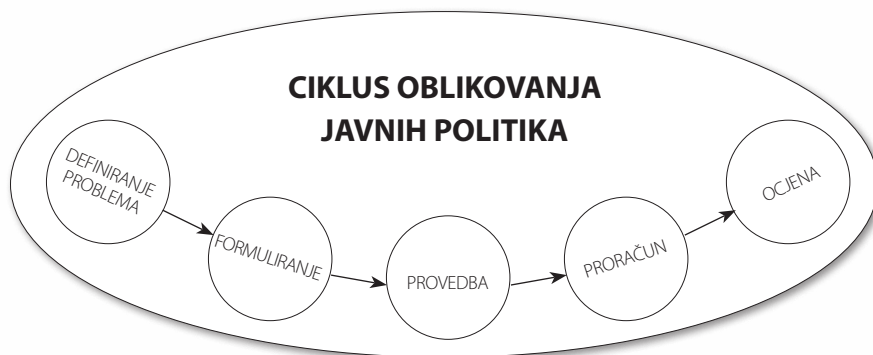 CIKLUS OBLIKOVANJA
JAVNIH POLITIKA
DEFINIRANJE
PROBLEMA
FORMULIRANJE
PROVEDBA
PRORAČUN
OCJENA